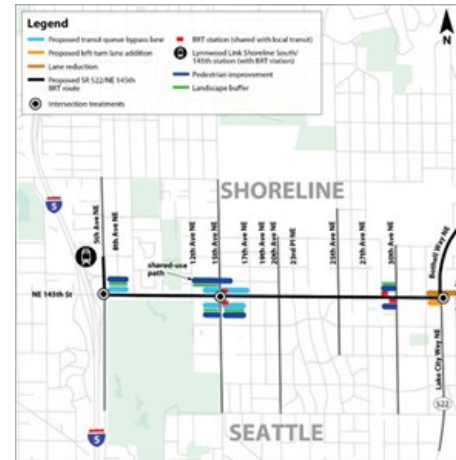 Legend
Proposed transit queue bypass lane
Proposed left turn lane addition
Lane reduction
Proposed SR 522/NE 145th
BRT route
Intersection treatments
BRT station (shared with local transit)
Lynnwood Link Shoreline South/
145th station (with BRT station)
Pedestrian improvement
Landscape buffer
N
SHORELINE
5
5th Ave NE
8th Ave NE
12th Ave NE
15th Ave NE
17th Ave NE
19th Ave NE
20th Ave NE
23rd Pl NE
25th Ave NE
27th Ave NE
30th Ave NE
Bothell Way NE
shared-use
path
NE 145th St
Lake City Way NE
522
SEATTLE
5